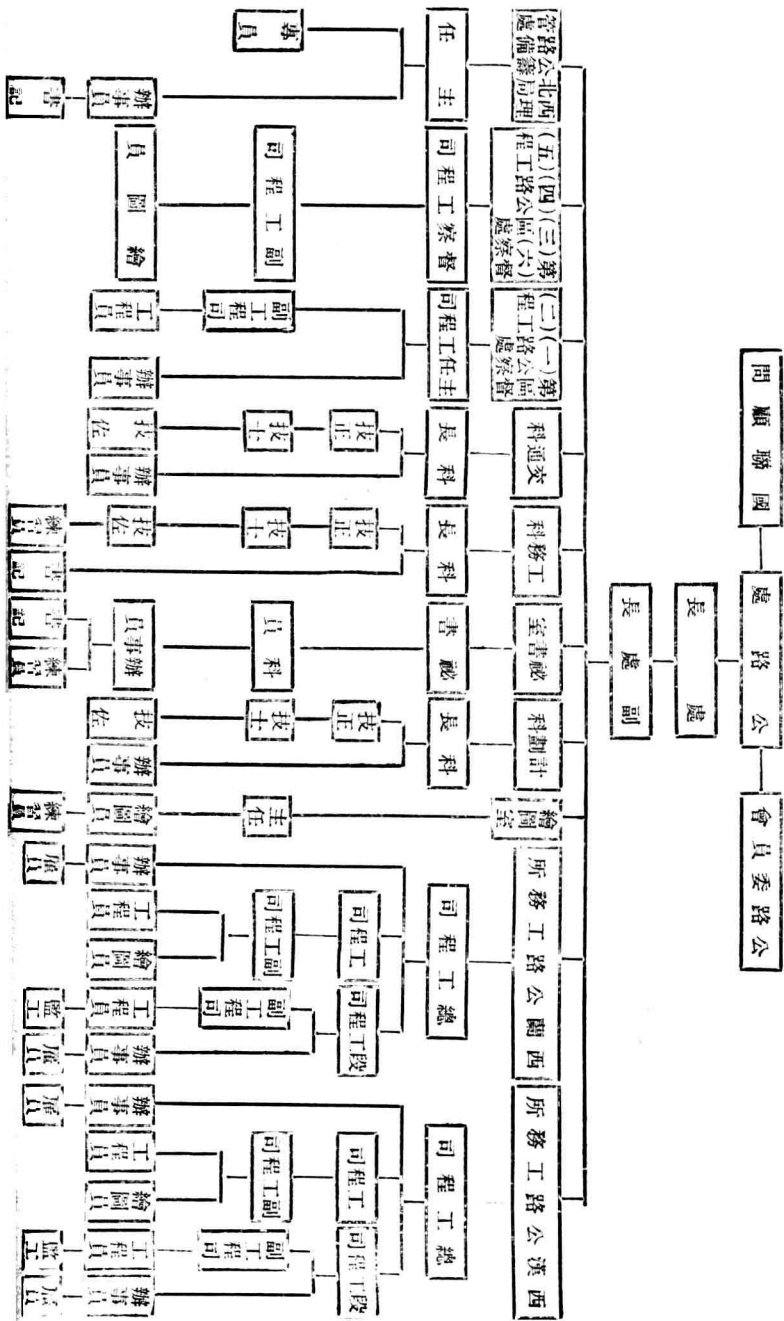 公路委員會
公路處
國聯顧問
處長
副處長
西漢公路工務所
總工程司
段工程司
工程司
副工程司
副工程司
辦事員
工程員
繪圖員
工程員
辦事員
雇員
監工
雇員
西蘭公路工務所
總工程司
段工程司
工程司
副工程司
副工程司
辦事員
工程員
繪圖員
工程員
辦事員
雇員
監工
雇員
繪圖室
主任
繪圖員
練習員
計劃科
科長
技正
技士
辦事員
技佐
祕書室
祕書
科員
辦事員
練習員
書記
工務科
科長
技正
技士
技佐
書記
練習員
交通科
科長
技正
技士
辦事員
技佐
第(一)(二)
區公路工程
督察處
主任工程司
副工程司
辦事員
工程員
第(三)(四)(五)
(六)區公路工程
督察處
督察工程司
副工程司
繪圖員
西北公路管
理局籌備處
主任
專員
辦事員
書記